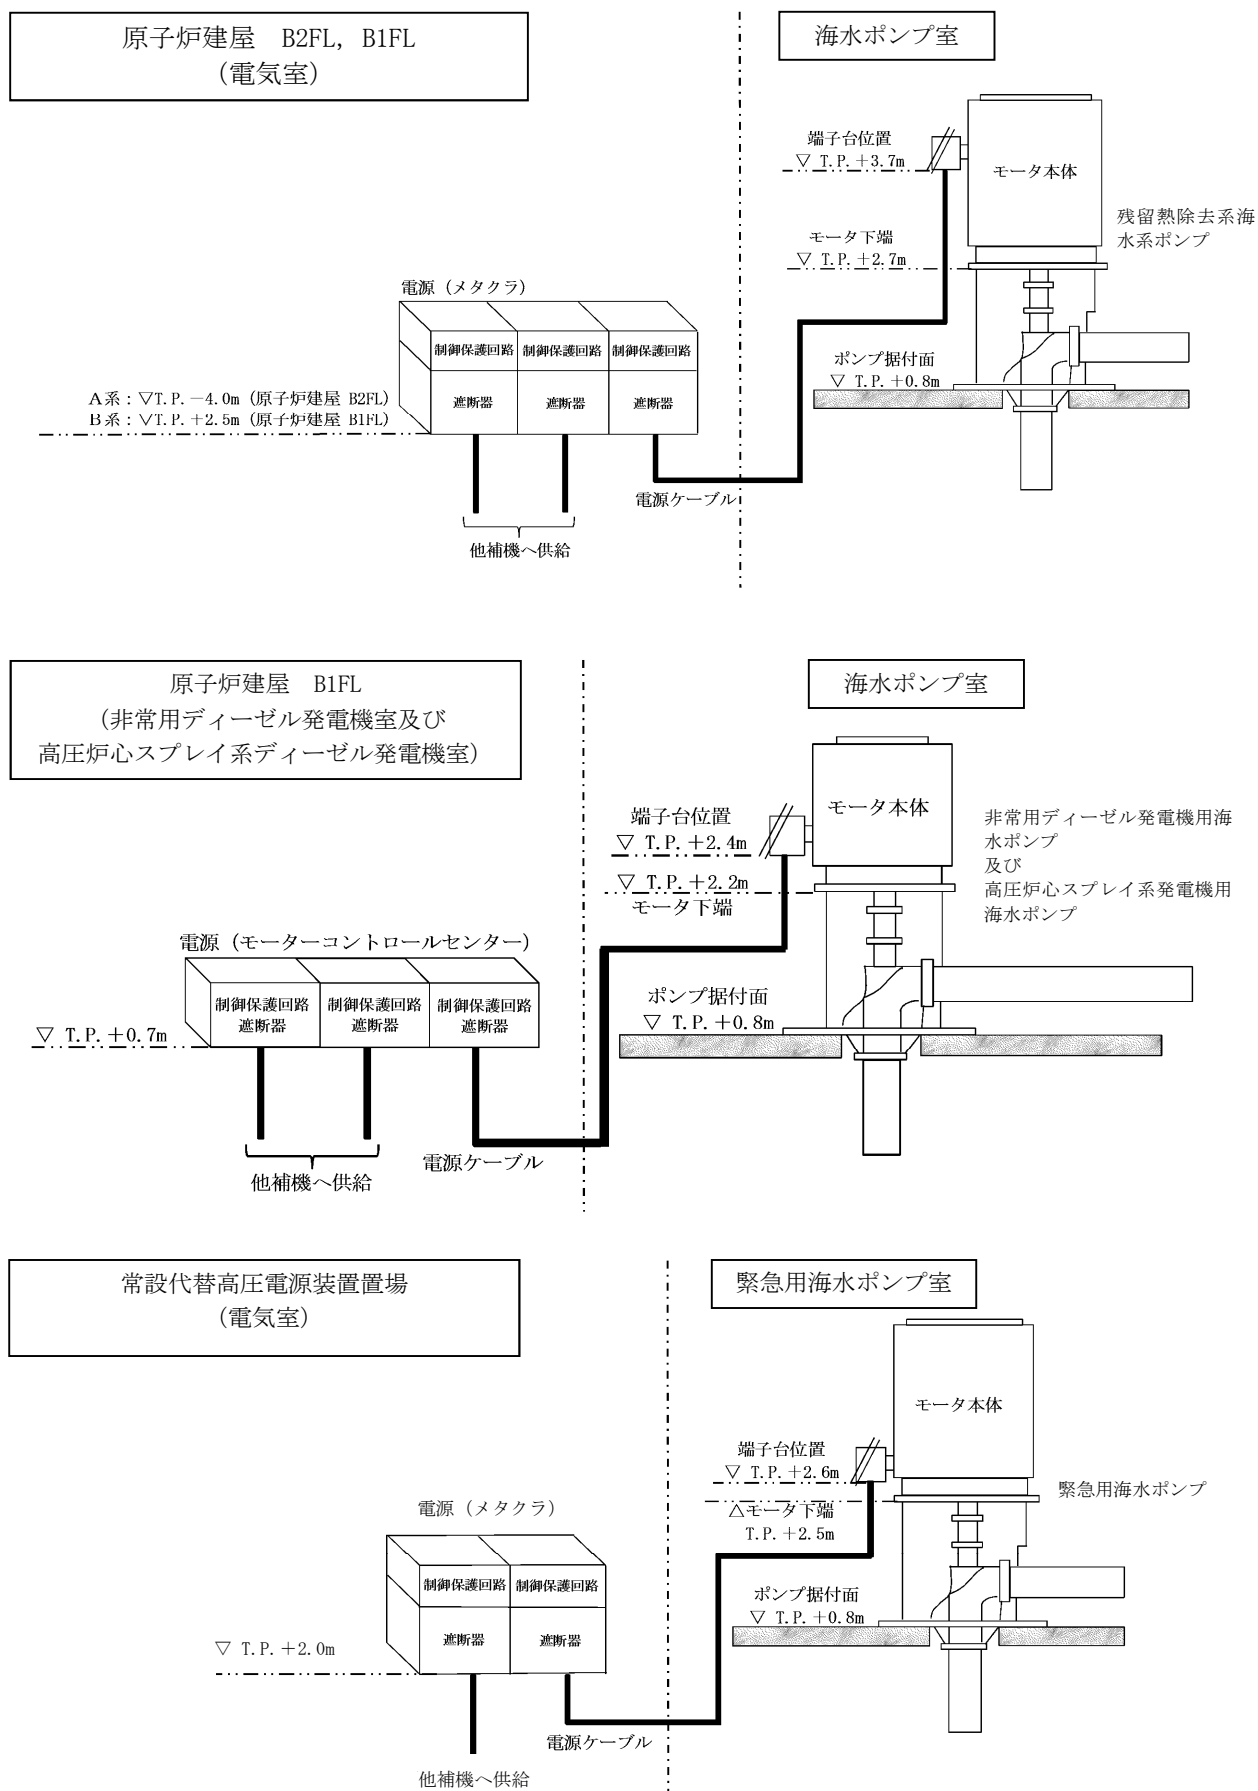 原子炉建屋 B2FL, B1FL
（電気室）
海水ポンプ室
端子台位置
▽ T.P.＋3.7m
モータ本体
残留熱除去系海
水系ポンプ
モータ下端
▽ T.P.＋2.7m
電源（メタクラ）
制御保護回路 制御保護回路 制御保護回路
遮断器 遮断器 遮断器
ポンプ据付面
▽ T.P.＋0.8m
A系：▽T.P.－4.0m (原子炉建屋 B2FL)
B系：▽T.P.＋2.5m (原子炉建屋 B1FL)
電源ケーブル
他補機へ供給
原子炉建屋 B1FL
（非常用ディーゼル発電機室及び
高圧炉心スプレイ系ディーゼル発電機室）
海水ポンプ室
端子台位置
▽ T.P.＋2.4m
モータ本体
非常用ディーゼル発電機用海
水ポンプ
及び
高圧炉心スプレイ系発電機用
海水ポンプ
▽ T.P.＋2.2m
モータ下端
電源（モーターコントロールセンター）
制御保護回路 制御保護回路 制御保護回路
遮断器 遮断器 遮断器
▽ T.P.＋0.7m
ポンプ据付面
▽ T.P.＋0.8m
電源ケーブル
他補機へ供給
常設代替高圧電源装置置場
（電気室）
緊急用海水ポンプ室
モータ本体
端子台位置
▽ T.P.＋2.6m
緊急用海水ポンプ
△モータ下端
T.P.＋2.5m
電源（メタクラ）
制御保護回路 制御保護回路
遮断器 遮断器
ポンプ据付面
▽ T.P.＋0.8m
▽ T.P.＋2.0m
電源ケーブル
他補機へ供給